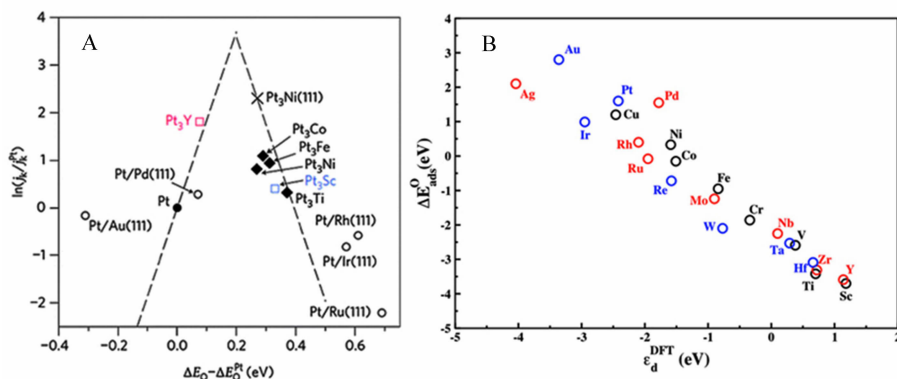 A
4
3
2
1
0
−1
−2
ln(jk/jkPt)
Pt3Ni(111)
Pt3Y
Pt3Co
Pt3Fe
Pt3Ni
Pt3Sc
Pt3Ti
Pt/Pd(111)
Pt
Pt/Au(111)
Pt/Rh(111)
Pt/Ir(111)
Pt/Ru(111)
−0.4 −0.2 0.0 0.2 0.4 0.6
ΔEO−ΔEOPt (eV)
B
4
3
2
1
0
-1
-2
-3
-4
-5
ΔEadsO(eV)
Au
Ag
Pt
Pd
Cu
Ir
Ni
Rh
Co
Ru
Re
Fe
Mo
Cr
W
Nb
V
Ta
Zr
Hf
Y
Ti
Sc
-5 -4 -3 -2 -1 0 1 2
εdDFT (eV)